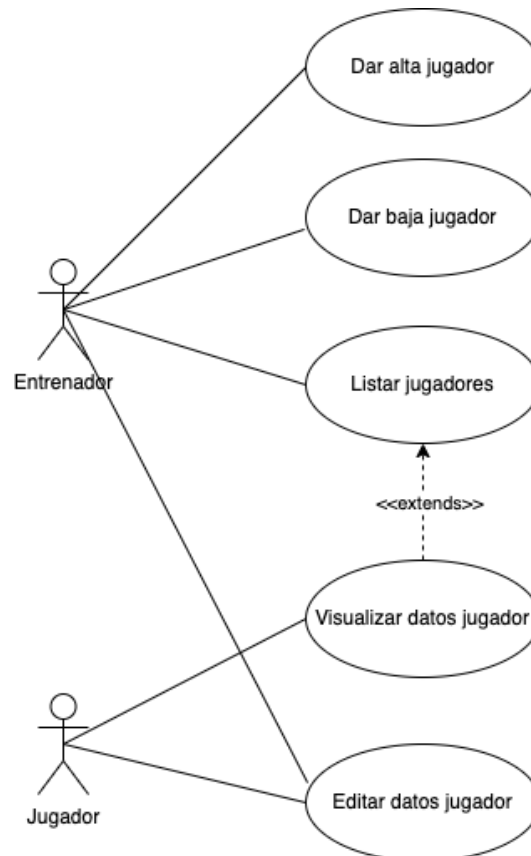 Dar alta jugador
Dar baja jugador
Entrenador
Listar jugadores
<<extends>>
Visualizar datos jugador
Jugador
Editar datos jugador